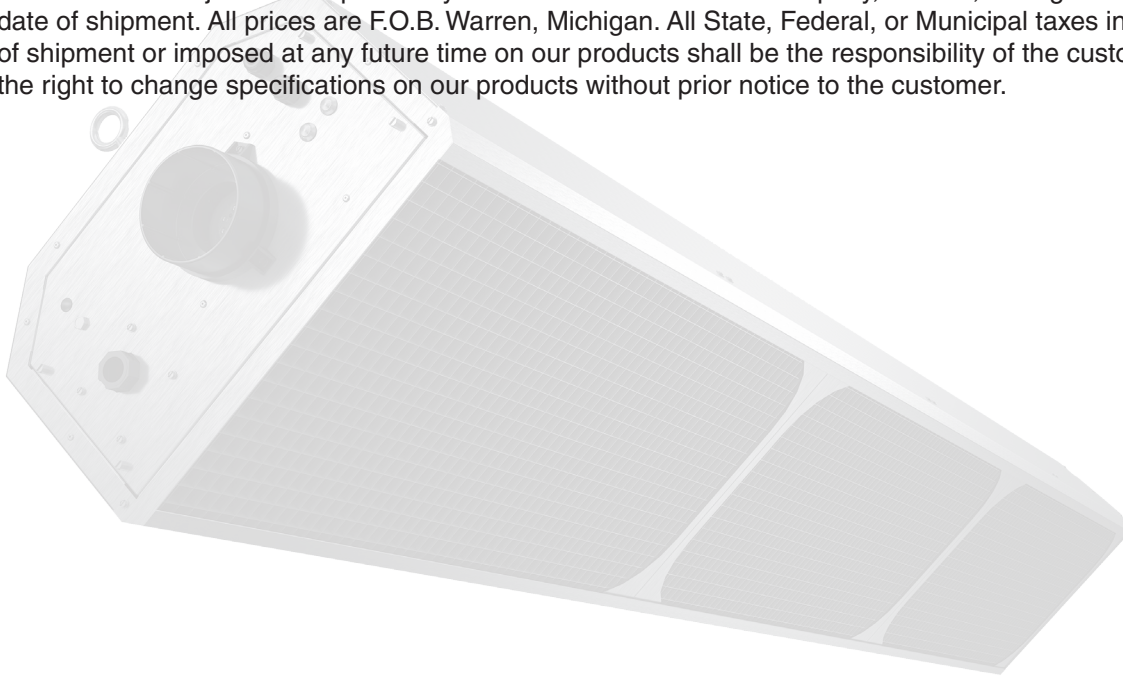 date of shipment. All prices are F.O.B. Warren, Michigan. All State, Federal, or Municipal taxes in
of shipment or imposed at any future time on our products shall be the responsibility of the custo
the right to change specifications on our products without prior notice to the customer.